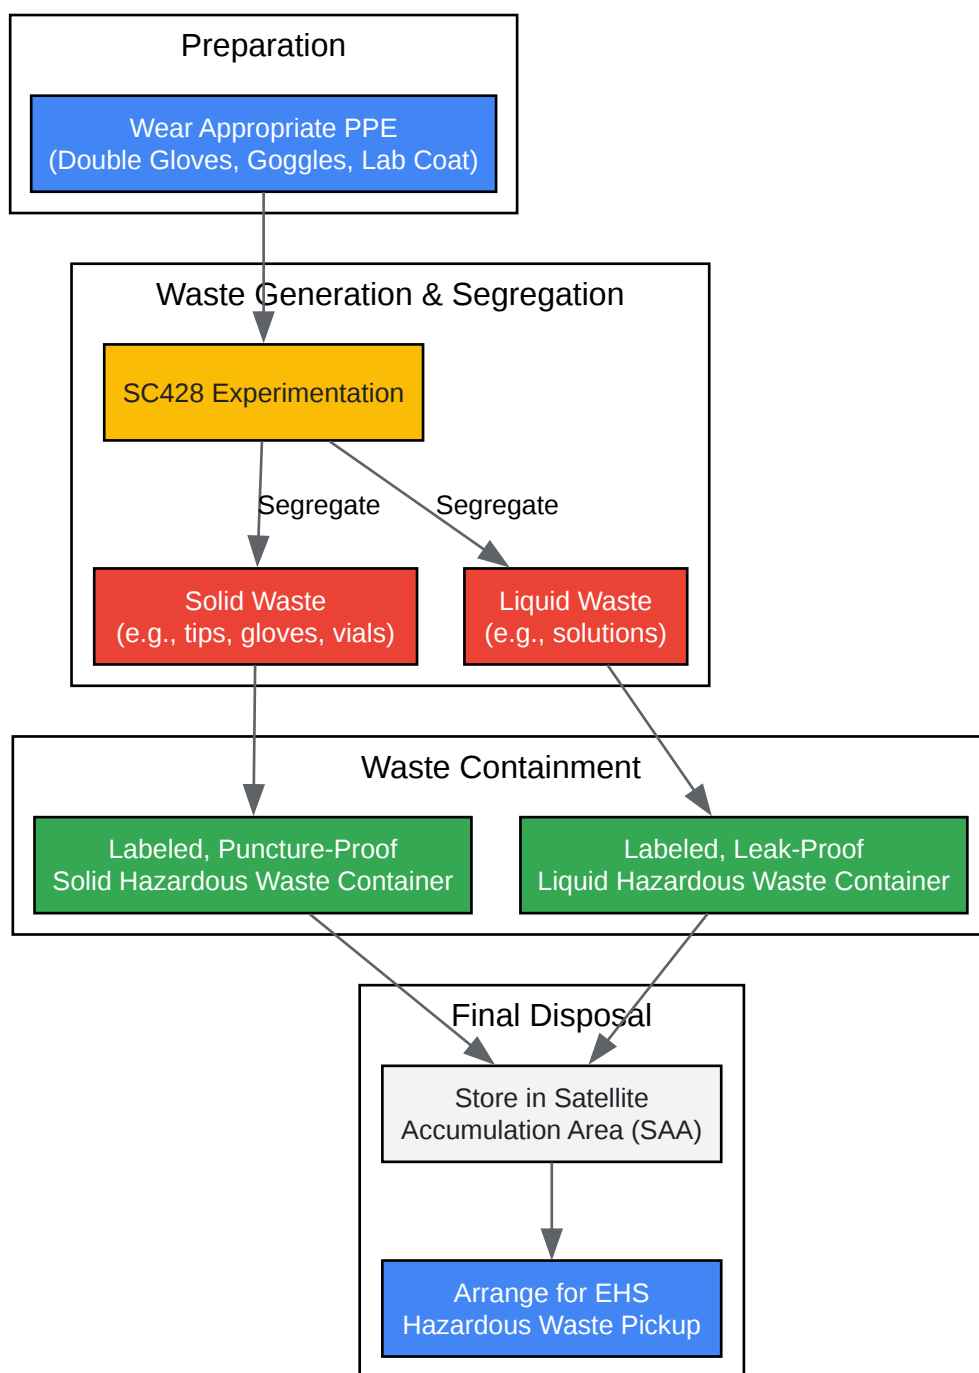 Preparation
Wear Appropriate PPE
(Double Gloves, Goggles, Lab Coat)
Waste Generation & Segregation
SC428 Experimentation
Segregate
Segregate
Solid Waste
(e.g., tips, gloves, vials)
Liquid Waste
(e.g., solutions)
Waste Containment
Labeled, Puncture-Proof
Solid Hazardous Waste Container
Labeled, Leak-Proof
Liquid Hazardous Waste Container
Final Disposal
Store in Satellite
Accumulation Area (SAA)
Arrange for EHS
Hazardous Waste Pickup